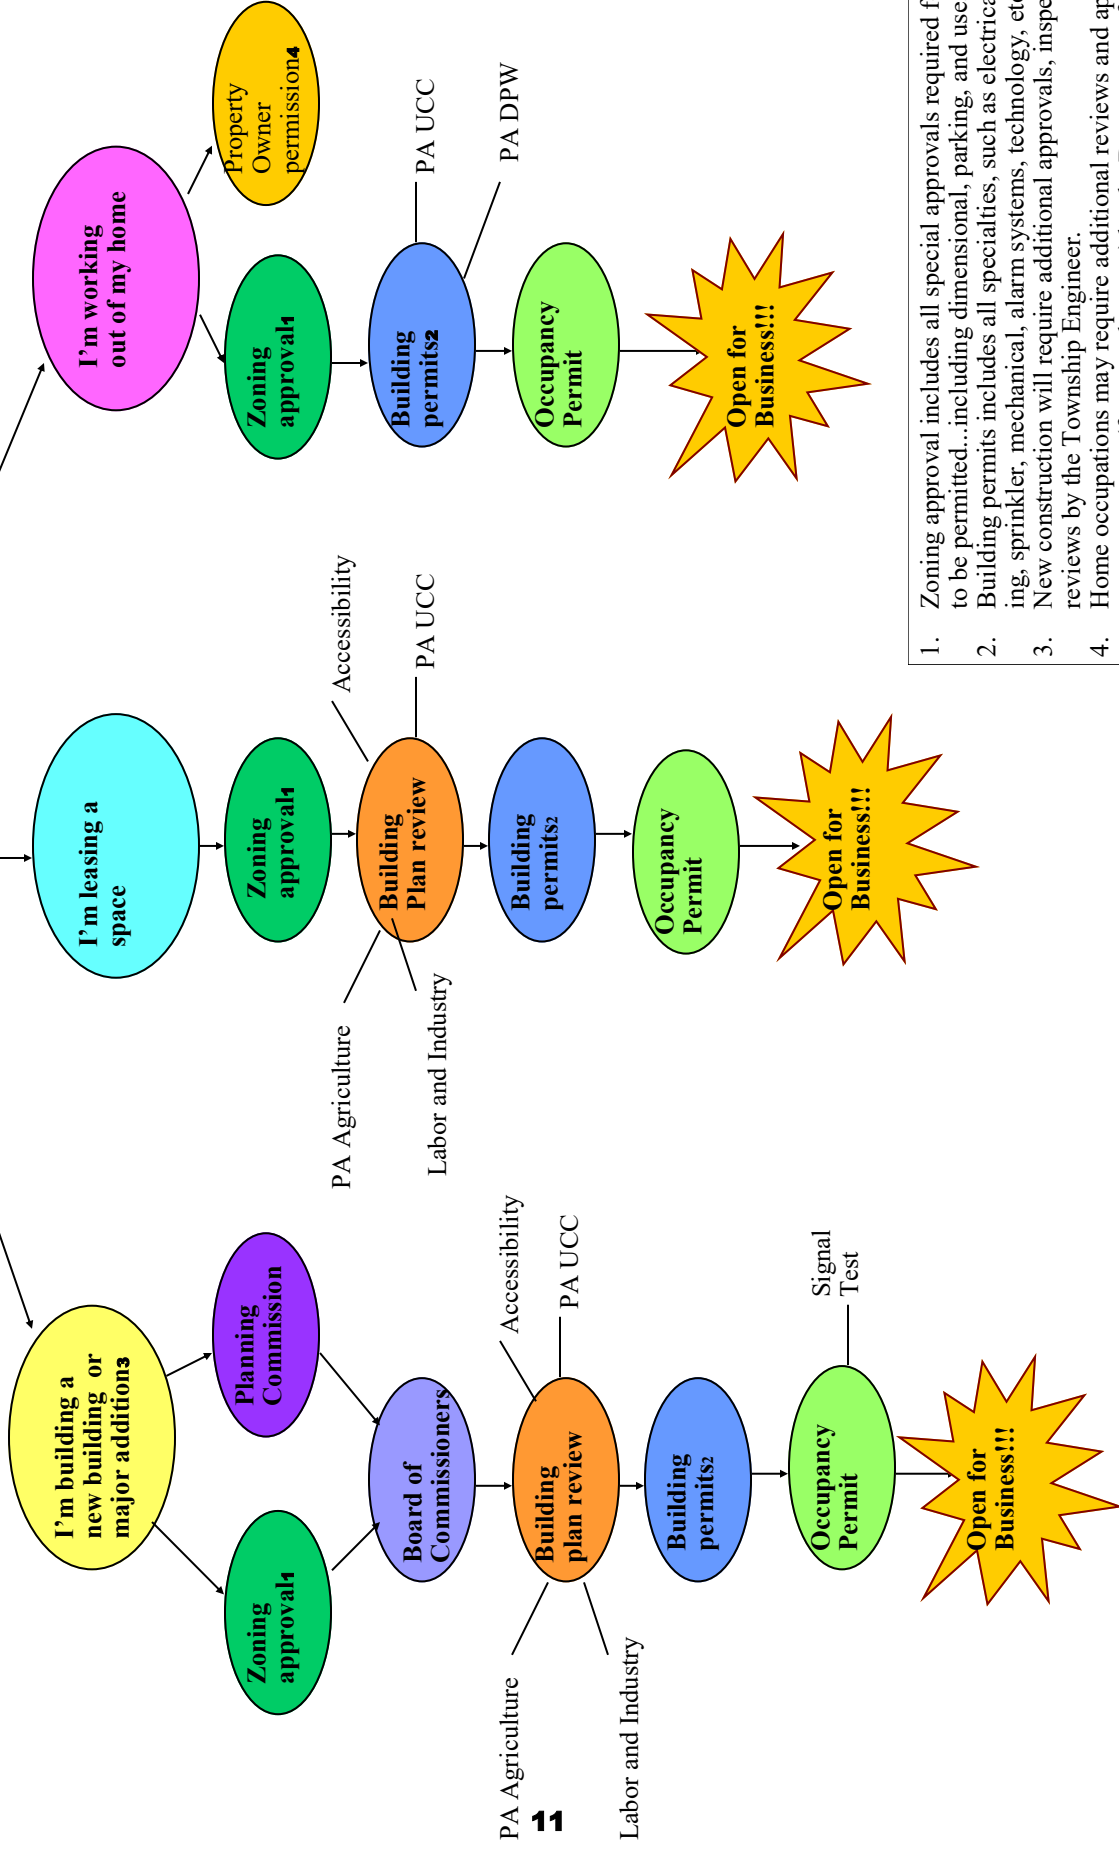 I'm building a
new building or
major addition3
Zoning
approval1
Planning
Commission
Board of
Commissioners
PA Agriculture
Accessibility
Building
plan review
PA UCC
Labor and Industry
Building
permits2
Occupancy
Permit
Signal
Test
Open for
Business!!!
I'm leasing a
space
Zoning
approval1
PA Agriculture
Accessibility
Building
Plan review
PA UCC
Labor and Industry
Building
permits2
Occupancy
Permit
Open for
Business!!!
I'm working
out of my home
Property
Owner
permission4
Zoning
approval1
Building
permits2
PA UCC
PA DPW
Occupancy
Permit
Open for
Business!!!
1. Zoning approval includes all special approvals required
to be permitted...including dimensional, parking, and use
2. Building permits includes all specialties, such as
ing, sprinkler, mechanical, alarm systems, technology,
3. New construction will require additional approvals,
reviews by the Township Engineer.
4. Home occupations may require additional reviews and
11